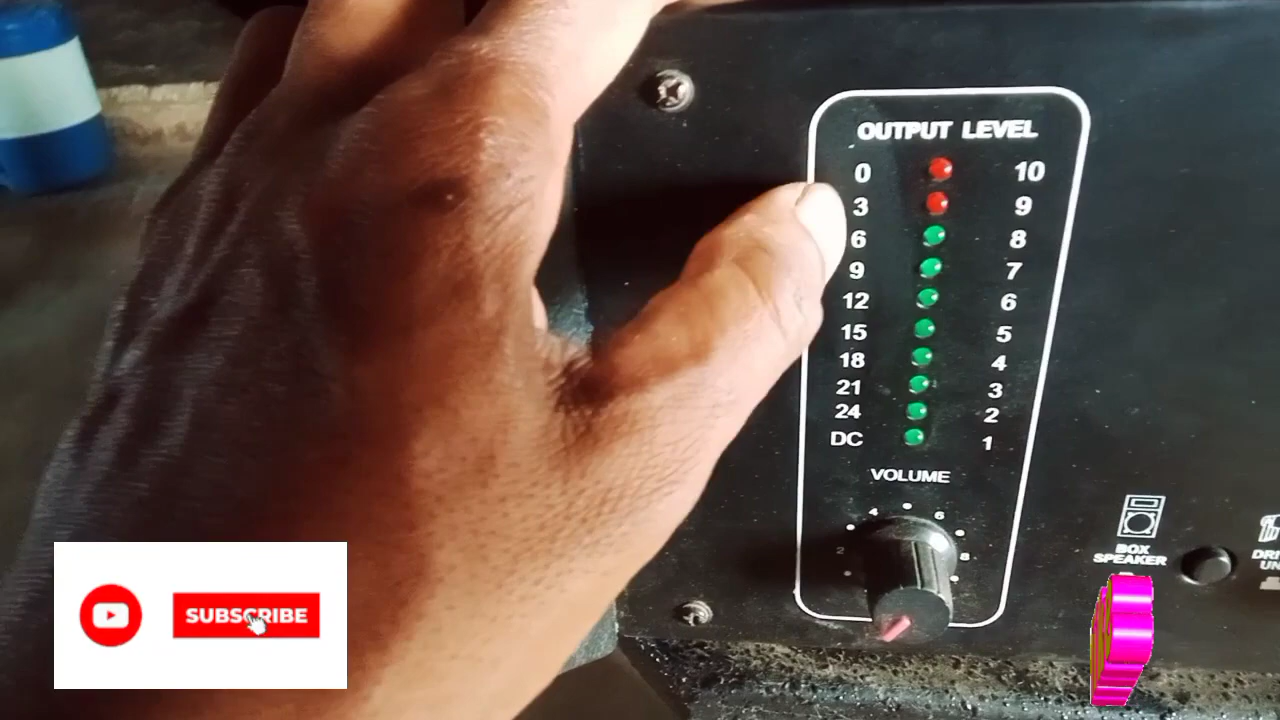 OUTPUT LEVEL
0 10
3 9
6 8
9 7
12 6
15 5
18 4
21 3
24 2
DC 1
VOLUME
4 6
2 8
BOX
SPEAKER
SUBSCRIBE